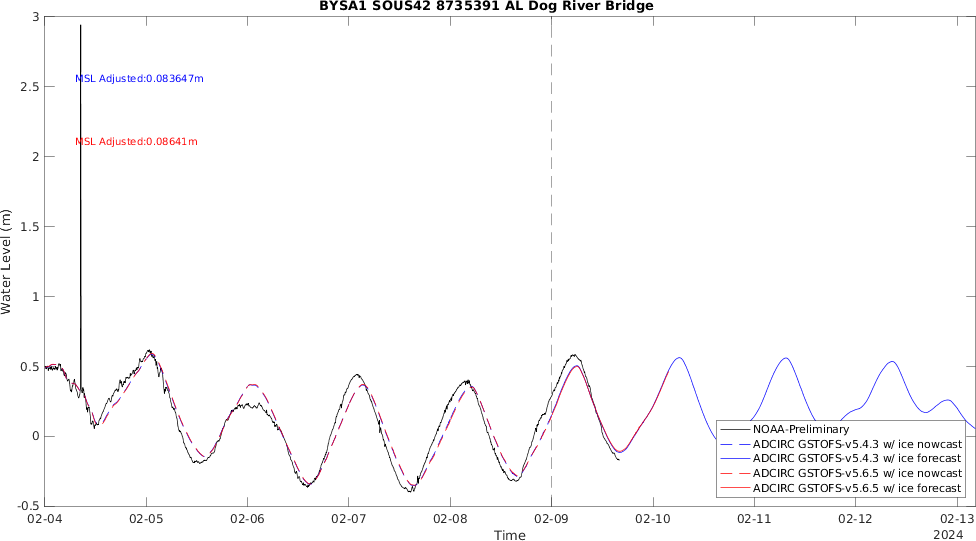 BYSA1 SOUS42 8735391 AL Dog River Bridge
3
2.5
2
1.5
1
0.5
0
-0.5
Water Level (m)
MSL Adjusted:0.083647m
MSL Adjusted:0.08641m
NOAA-Preliminary
ADCIRC GSTOFS-v5.4.3 w/ ice nowcast
ADCIRC GSTOFS-v5.4.3 w/ ice forecast
ADCIRC GSTOFS-v5.6.5 w/ ice nowcast
ADCIRC GSTOFS-v5.6.5 w/ ice forecast
02-04 02-05 02-06 02-07 02-08 02-09 02-10 02-11 02-12 02-13
Time
2024